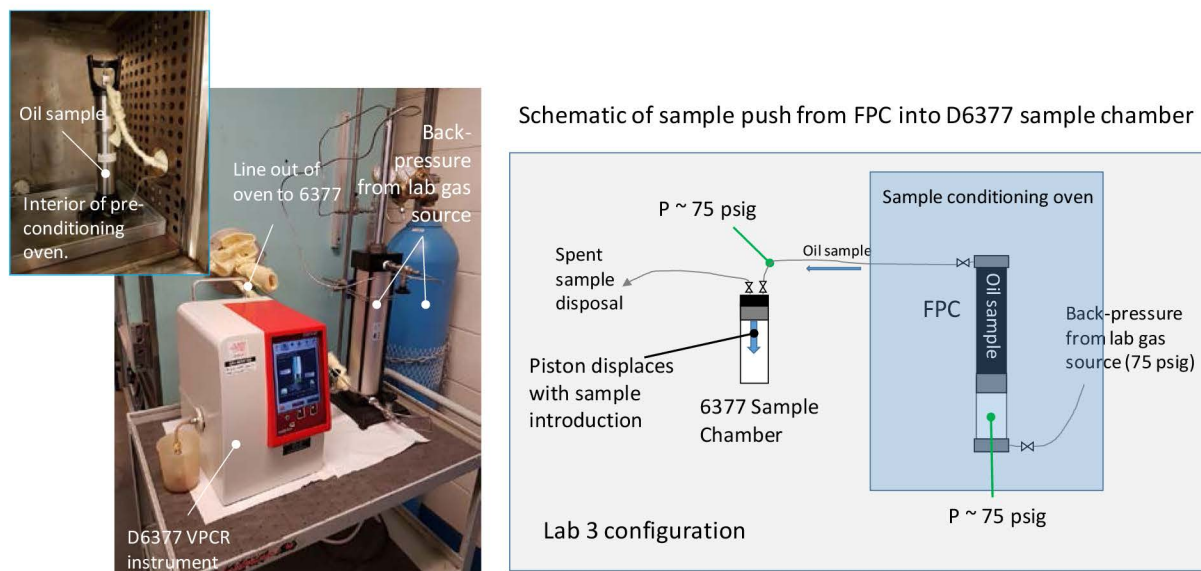 Oil sample
Interior of pre-
conditioning
oven.
Line out of
oven to 6377
Back-
pressure
from lab gas
source
D6377 VPCR
instrument
Schematic of sample push from FPC into D6377 sample chamber
Sample conditioning oven
P ~ 75 psig
Oil sample
Spent
sample
disposal
FPC
Oil sample
Back-pressure
from lab gas
source (75 psig)
Piston displaces
with sample
introduction
6377 Sample
Chamber
P ~ 75 psig
Lab 3 configuration